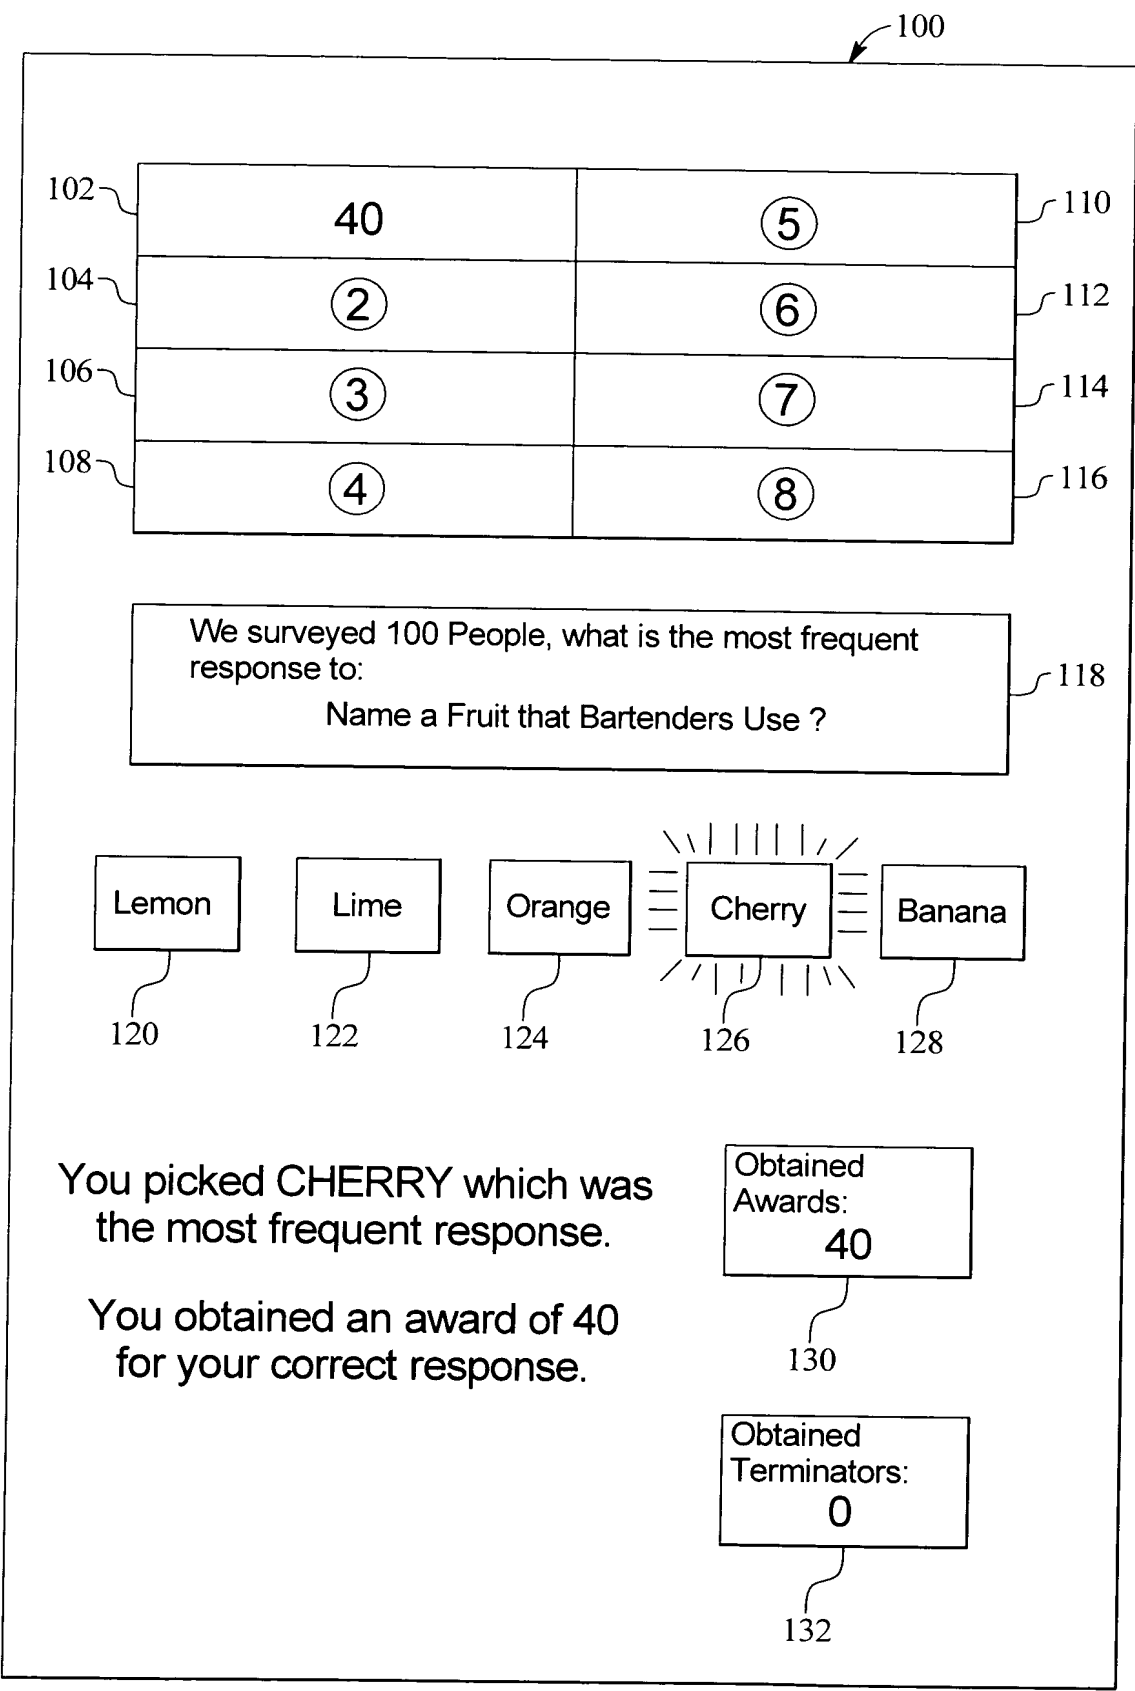 100
102 40 5 110
104 2 6 112
106 3 7 114
108 4 8 116
We surveyed 100 People, what is the most frequent
response to:
Name a Fruit that Bartenders Use ?
118
Lemon Lime Orange Cherry Banana
120 122 124 126 128
You picked CHERRY which was
the most frequent response.
You obtained an award of 40
for your correct response.
Obtained
Awards:
40
130
Obtained
Terminators:
0
132